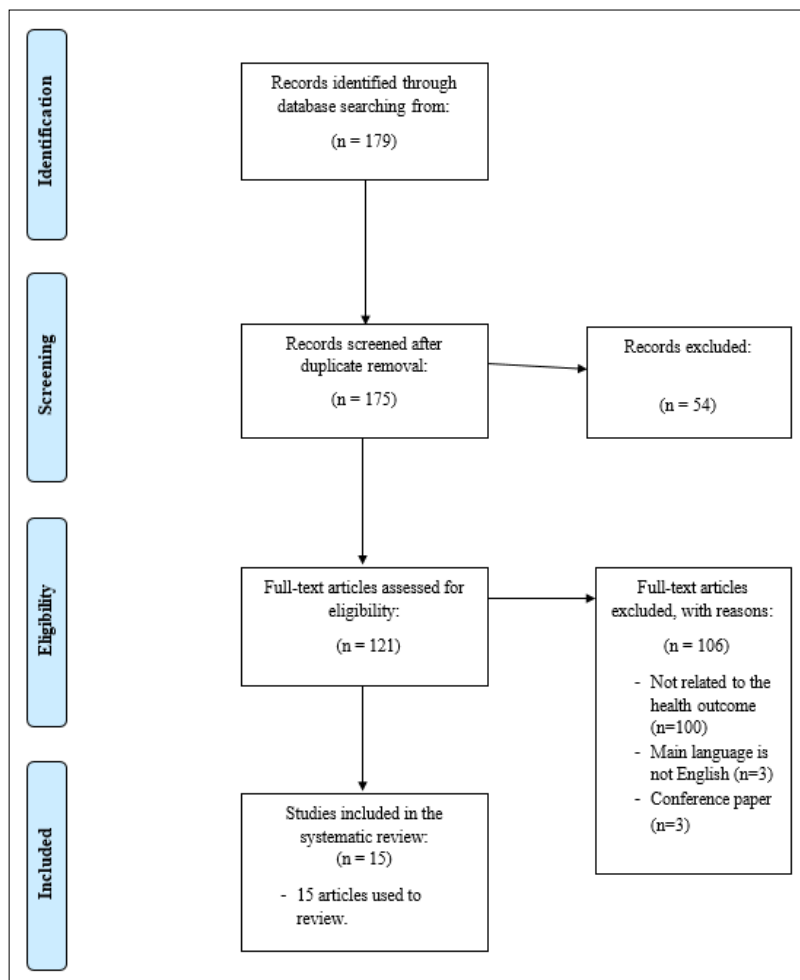 Identification
Records identified through
database searching from:
(n = 179)
Screening
Records screened after
duplicate removal:
(n = 175)
Records excluded:
(n = 54)
Eligibility
Full-text articles assessed for
eligibility:
(n = 121)
Full-text articles
excluded, with reasons:
(n = 106)
- Not related to the
health outcome
(n=100)
- Main language is
not English (n=3)
- Conference paper
(n=3)
Included
Studies included in the
systematic review:
(n = 15)
- 15 articles used to
review.